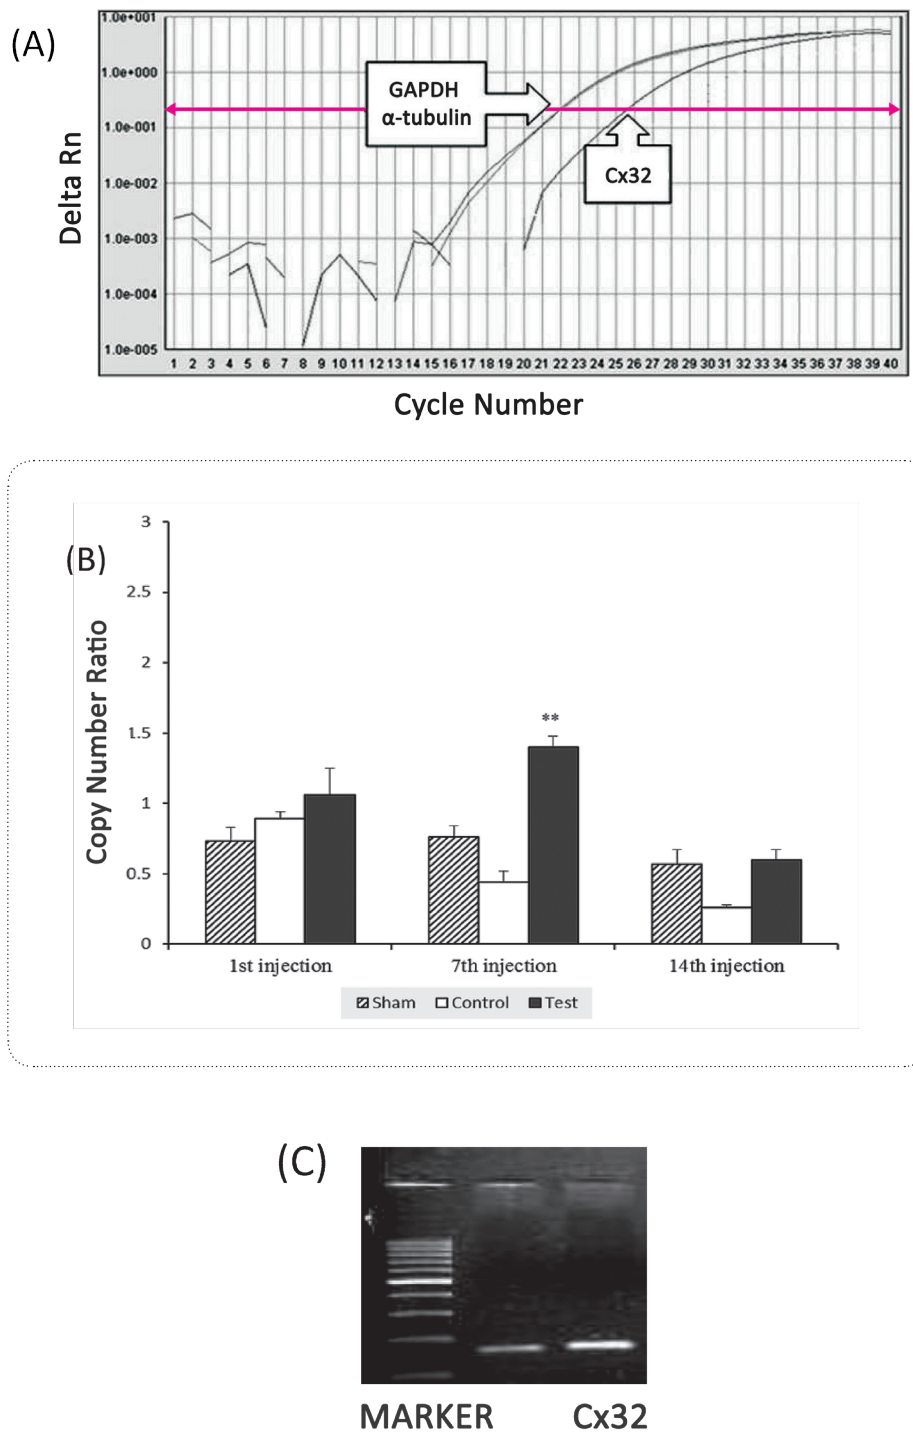 (A)
1.0e+001
1.0e+000
1.0e-001
1.0e-002
1.0e-003
1.0e-004
1.0e-005
Delta Rn
GAPDH
α-tubulin
Cx32
1 2 3 4 5 6 7 8 9 10 11 12 13 14 15 16 17 18 19 20 21 22 23 24 25 26 27 28 29 30 31 32 33 34 35 36 37 38 39 40
Cycle Number
(B)
3
2.5
2
1.5
1
0.5
0
Copy Number Ratio
**
1st injection 7th injection 14th injection
Sham Control Test
(C)
MARKER Cx32